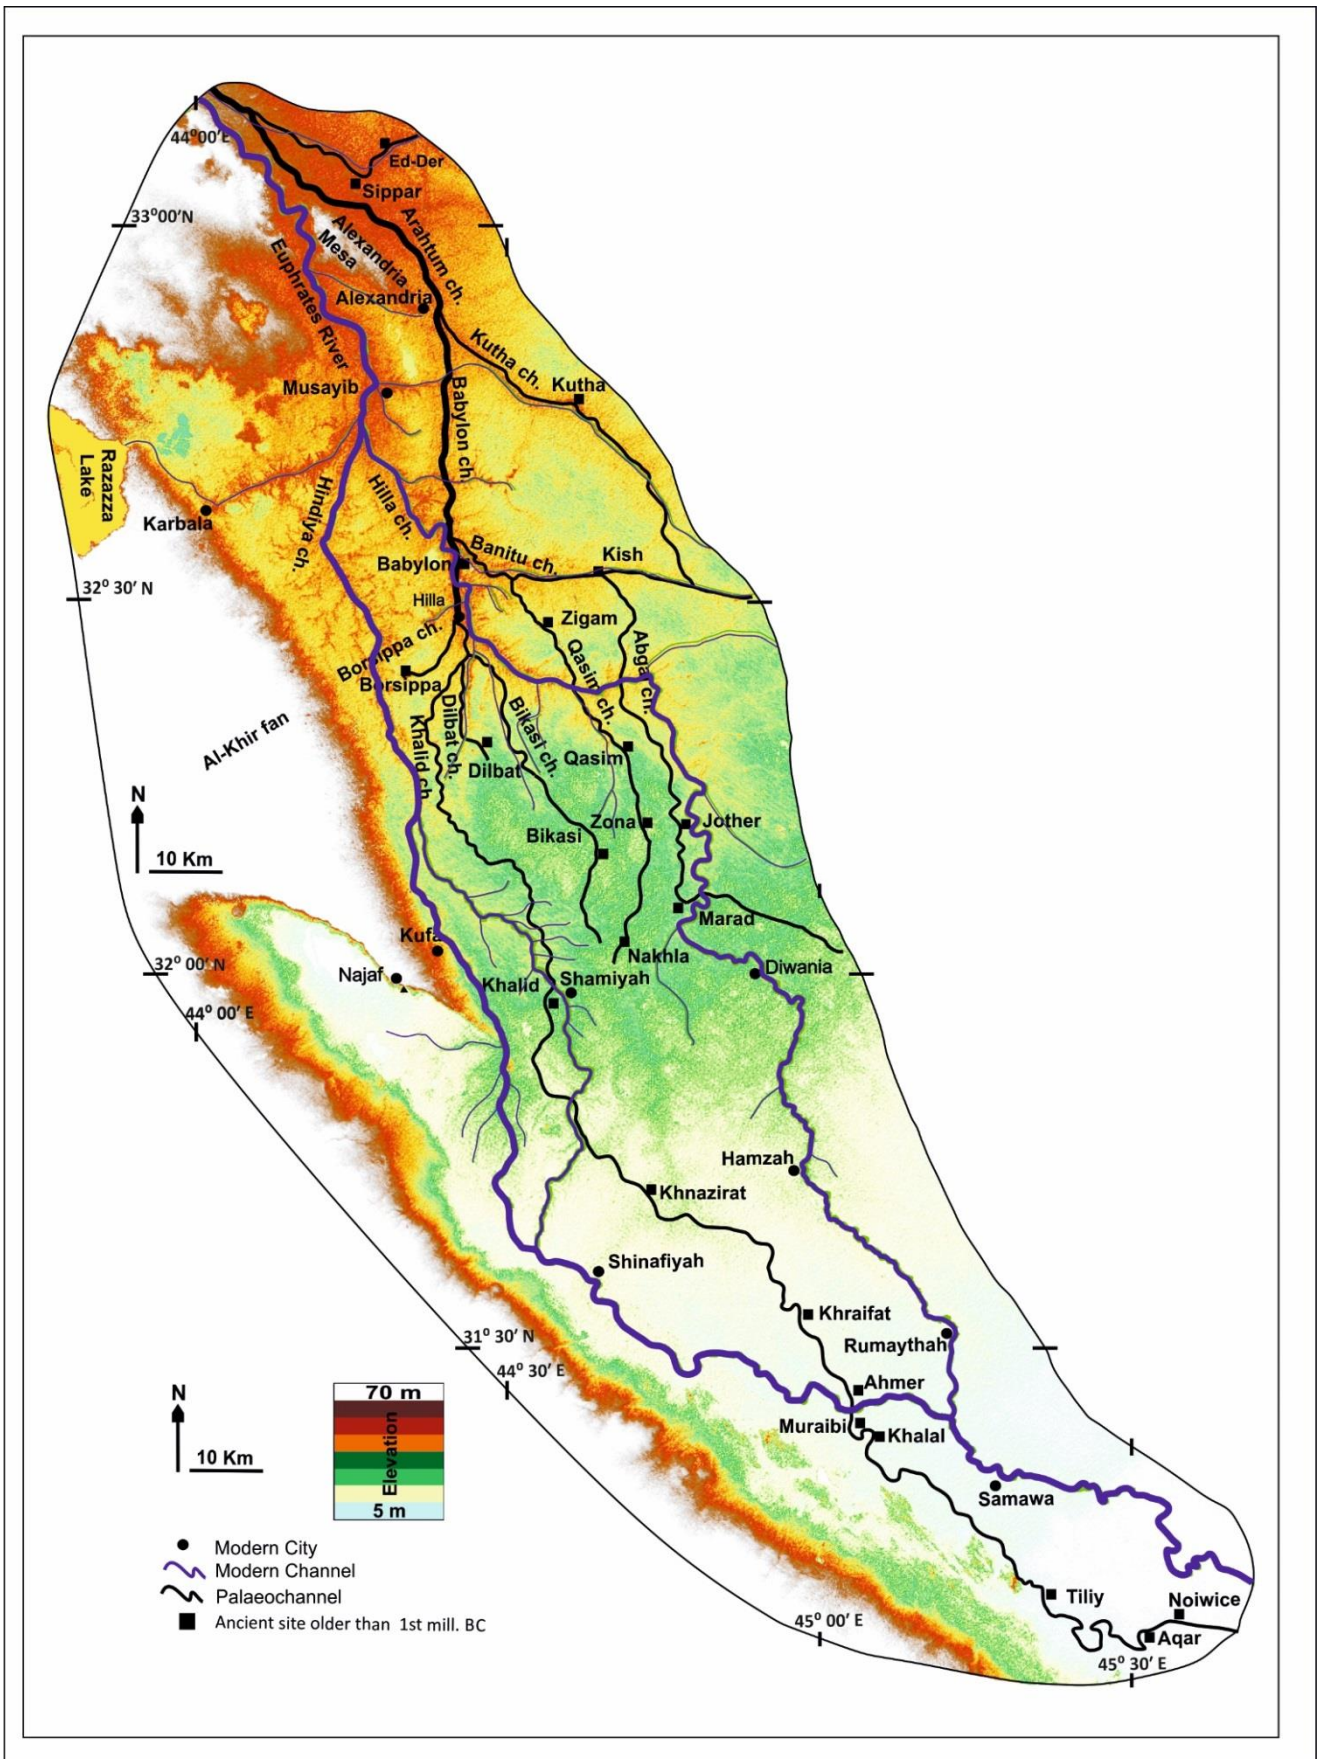 44°00'E
Ed-Der
Sippar
33°00'N
Alexandria
Mesa
Arahtum ch.
Euphrates River
Alexandria
Kutha ch.
Musayib
Kutha
Babylon ch.
Razazza
Lake
Hindiya ch.
Hilla ch.
Karbala
Banitu ch.
Kish
Babylon
32° 30' N
Hilla
Zigam
Borsippa ch.
Qasim ch.
Abgal ch.
Borsippa
Khalid ch.
Dilbat ch.
Bikasi ch.
Al-Khir fan
Dilbat
Qasim
N
Zona
Jother
Bikasi
10 Km
Marad
Kufa
Nakhla
32° 00' N
Najaf
Khalid
Shamiyah
Diwania
44° 00' E
Hamzah
Khnazirat
Shinafiyah
Khraifat
31° 30' N
Rumaythah
44° 30' E
N
70 m
Elevation
5 m
Ahmer
Muraibi
Khalal
10 Km
Samawa
Modern City
Modern Channel
Palaeochannel
Ancient site older than 1st mill. BC
Tiliy
Noiwice
45° 00' E
Aqar
45° 30' E